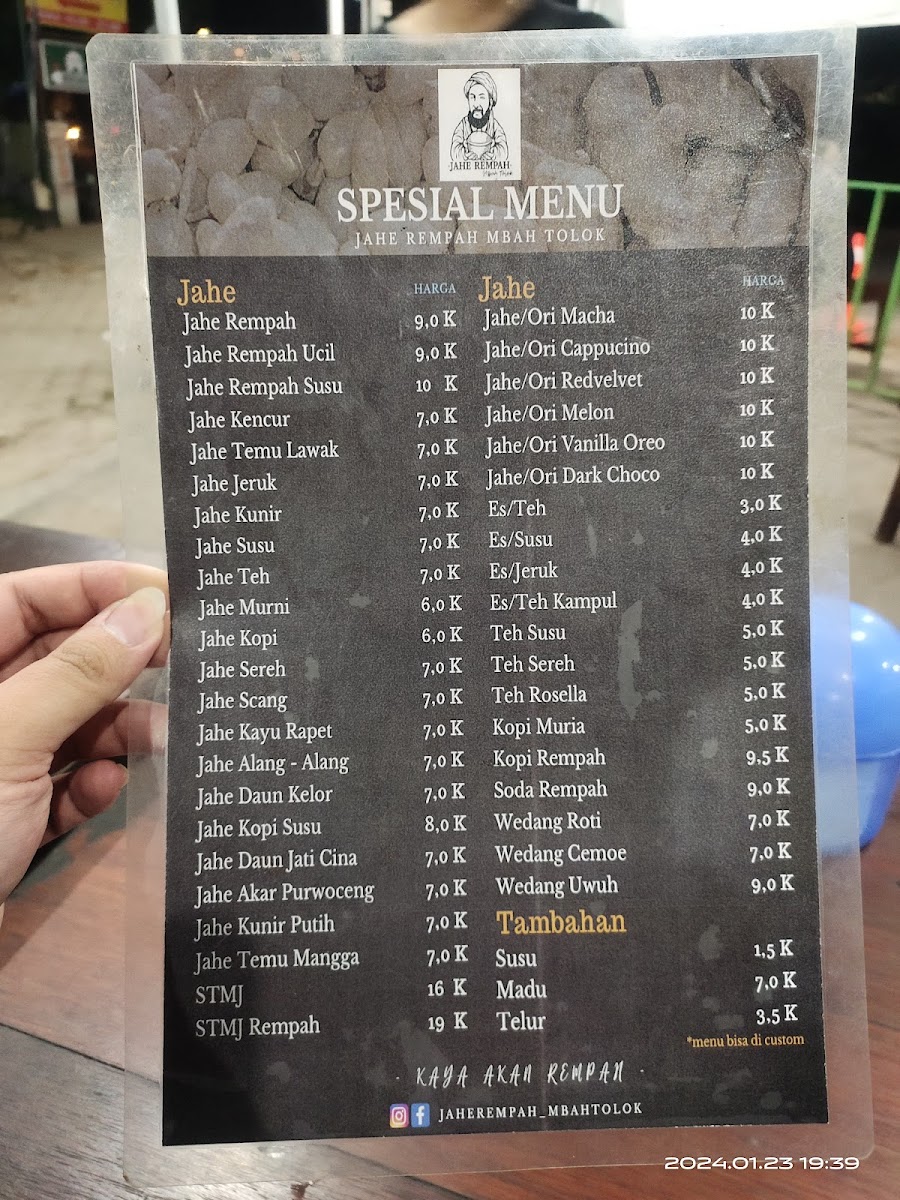 JAHE REMPAH
Mbah Tolok
SPESIAL MENU
JAHE REMPAH MBAH TOLOK
Jahe HARGA
Jahe Rempah 9,0 K
Jahe Rempah Ucil 9,0 K
Jahe Rempah Susu 10 K
Jahe Kencur 7,0 K
Jahe Temu Lawak 7,0 K
Jahe Jeruk 7,0 K
Jahe Kunir 7,0 K
Jahe Susu 7,0 K
Jahe Teh 7,0 K
Jahe Murni 6,0 K
Jahe Kopi 6,0 K
Jahe Sereh 7,0 K
Jahe Scang 7,0 K
Jahe Kayu Rapet 7,0 K
Jahe Alang - Alang 7,0 K
Jahe Daun Kelor 7,0 K
Jahe Kopi Susu 8,0 K
Jahe Daun Jati Cina 7,0 K
Jahe Akar Purwoceng 7,0 K
Jahe Kunir Putih 7,0 K
Jahe Temu Mangga 7,0 K
STMJ 16 K
STMJ Rempah 19 K
Jahe HARGA
Jahe/Ori Macha 10 K
Jahe/Ori Cappucino 10 K
Jahe/Ori Redvelvet 10 K
Jahe/Ori Melon 10 K
Jahe/Ori Vanilla Oreo 10 K
Jahe/Ori Dark Choco 10 K
Es/Teh 3,0 K
Es/Susu 4,0 K
Es/Jeruk 4,0 K
Es/Teh Kampul 4,0 K
Teh Susu 5,0 K
Teh Sereh 5,0 K
Teh Rosella 5,0 K
Kopi Muria 5,0 K
Kopi Rempah 9,5 K
Soda Rempah 9,0 K
Wedang Roti 7,0 K
Wedang Cemoe 7,0 K
Wedang Uwuh 9,0 K
Tambahan
Susu 1,5 K
Madu 7,0 K
Telur 3,5 K
*menu bisa di custom
· KAYA AKAN REMPAH ·
JAHEREMPAH_MBAHTOLOK
2024.01.23 19:39